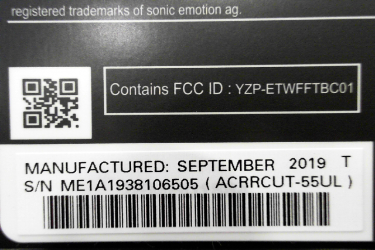 registered trademarks of sonic emotion ag.
Contains FCC ID : YZP-ETWFFTBC01
MANUFACTURED: SEPTEMBER 2019 T
S/N ME1A1938106505 ( ACRRCUT-55UL )